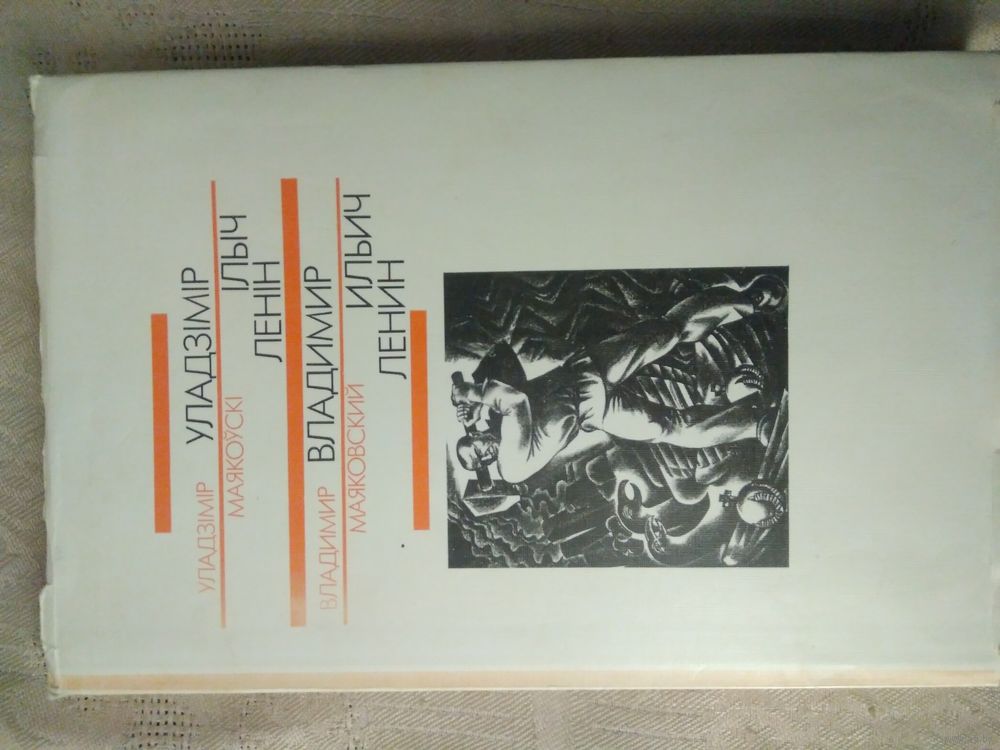 УЛАДЗІМІР УЛАДЗІМІР
МАЯКОЎСКІ ІЛЬІЧ
ЛЕНІН
ВЛАДИМИР ВЛАДИМИР
МАЯКОВСКИЙ ИЛЬИЧ
ЛЕНИН